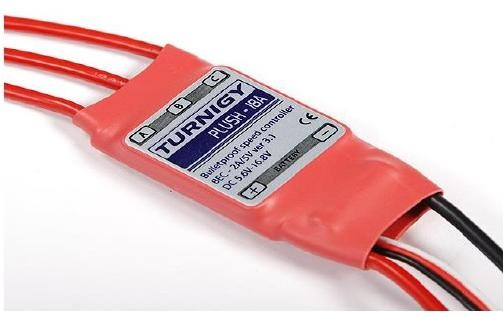 A B C
TURNIGY
PLUSH - 18A
Bulletproof speed controller
BEC - 2A/5V ver 3.1
DC 5.6V-16.8V
CE
+ BATTERY -